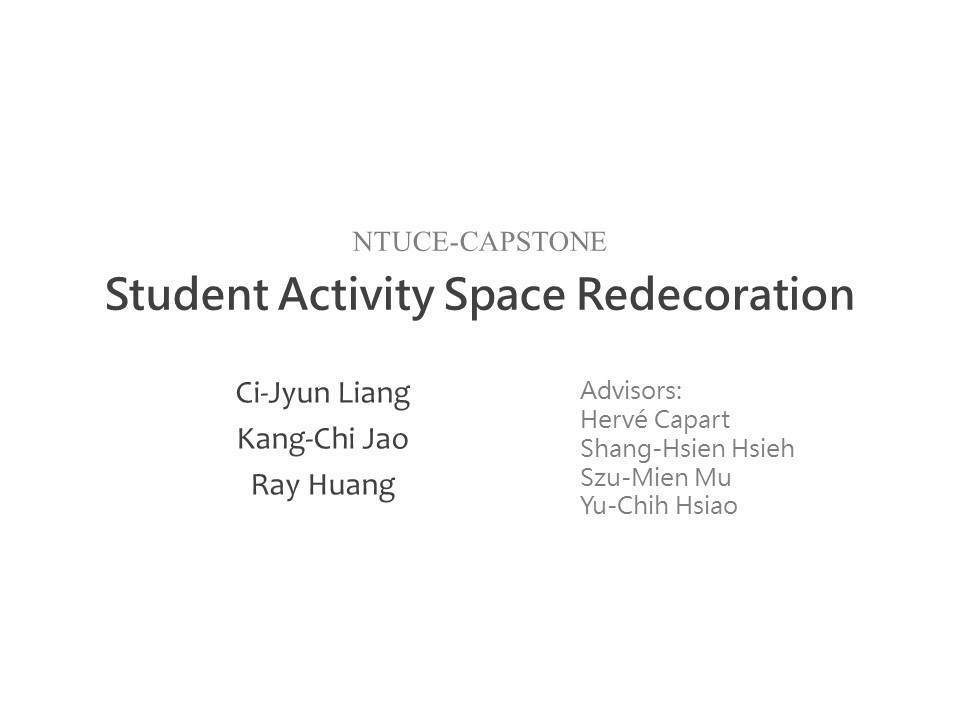 NTUCE-CAPSTONE
Student Activity Space Redecoration
Ci-Jyun Liang
Kang-Chi Jao
Ray Huang
Advisors:
Hervé Capart
Shang-Hsien Hsieh
Szu-Mien Mu
Yu-Chih Hsiao